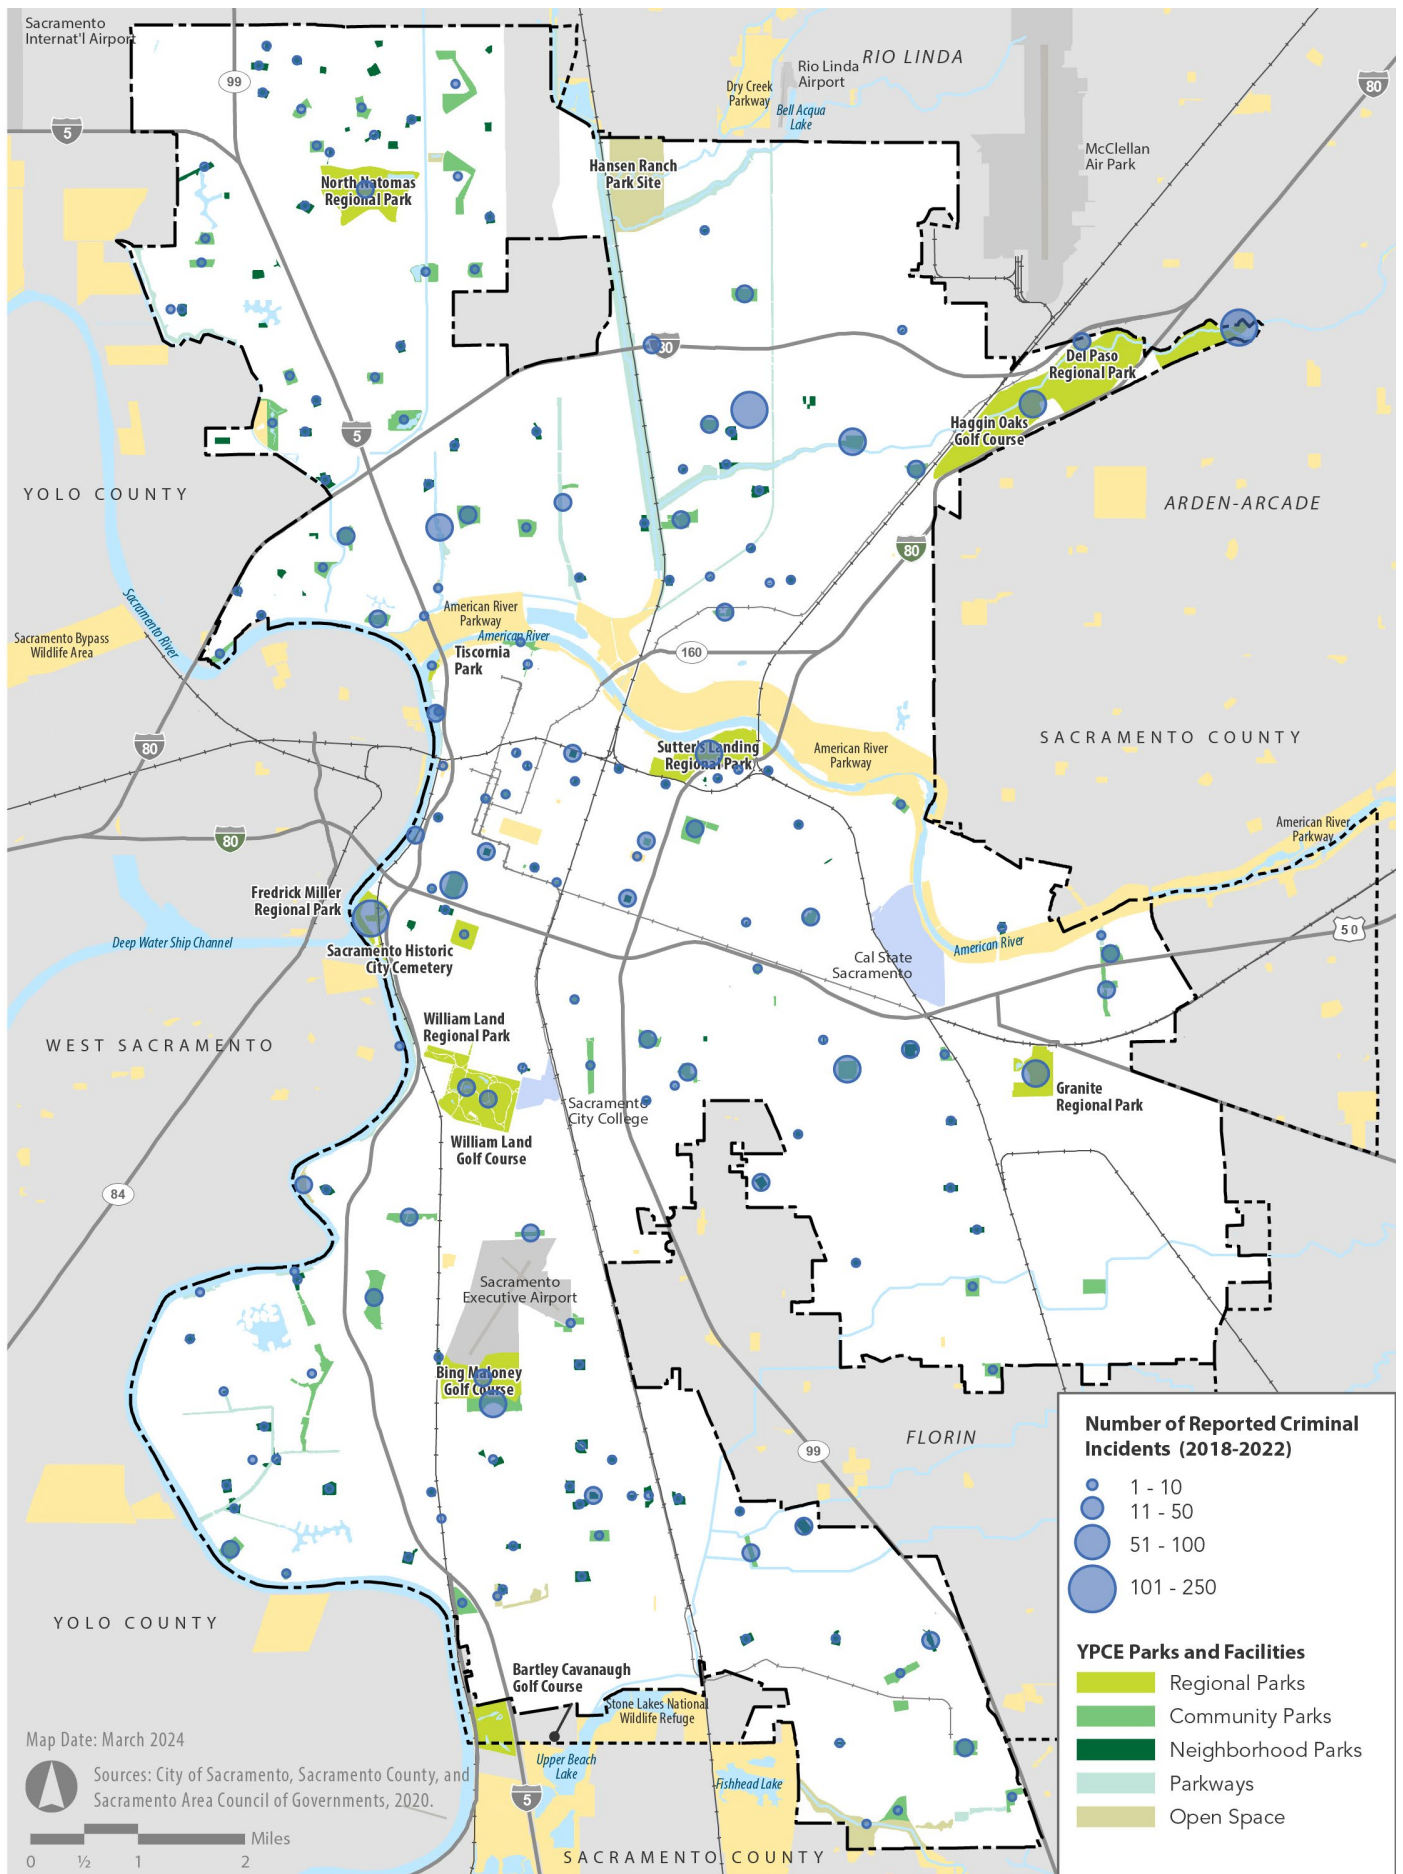 Sacramento
Internat'l Airport
99
5
RIO LINDA
Rio Linda
Airport
Dry Creek
Parkway
Bell Acqua
Lake
80
McClellan
Air Park
Hansen Ranch
Park Site
North Natomas
Regional Park
80
Del Paso
Regional Park
Haggin Oaks
Golf Course
5
YOLO COUNTY
ARDEN-ARCADE
80
Sacramento River
American River
Parkway
American River
Sacramento Bypass
Wildlife Area
Tiscornia
Park
160
80
Sutter's Landing
Regional Park
American River
Parkway
SACRAMENTO COUNTY
80
American River
Parkway
Fredrick Miller
Regional Park
50
Deep Water Ship Channel
Sacramento Historic
City Cemetery
American River
Cal State
Sacramento
WEST SACRAMENTO
William Land
Regional Park
Granite
Regional Park
Sacramento
City College
William Land
Golf Course
84
Sacramento
Executive Airport
Bing Maloney
Golf Course
99
FLORIN
YOLO COUNTY
Bartley Cavanaugh
Golf Course
Stone Lakes National
Wildlife Refuge
Upper Beach
Lake
Fishhead Lake
5
SACRAMENTO COUNTY
Number of Reported Criminal
Incidents (2018-2022)
1 - 10
11 - 50
51 - 100
101 - 250
YPCE Parks and Facilities
Regional Parks
Community Parks
Neighborhood Parks
Parkways
Open Space
Map Date: March 2024
Sources: City of Sacramento, Sacramento County, and
Sacramento Area Council of Governments, 2020.
Miles
0 ½ 1 2